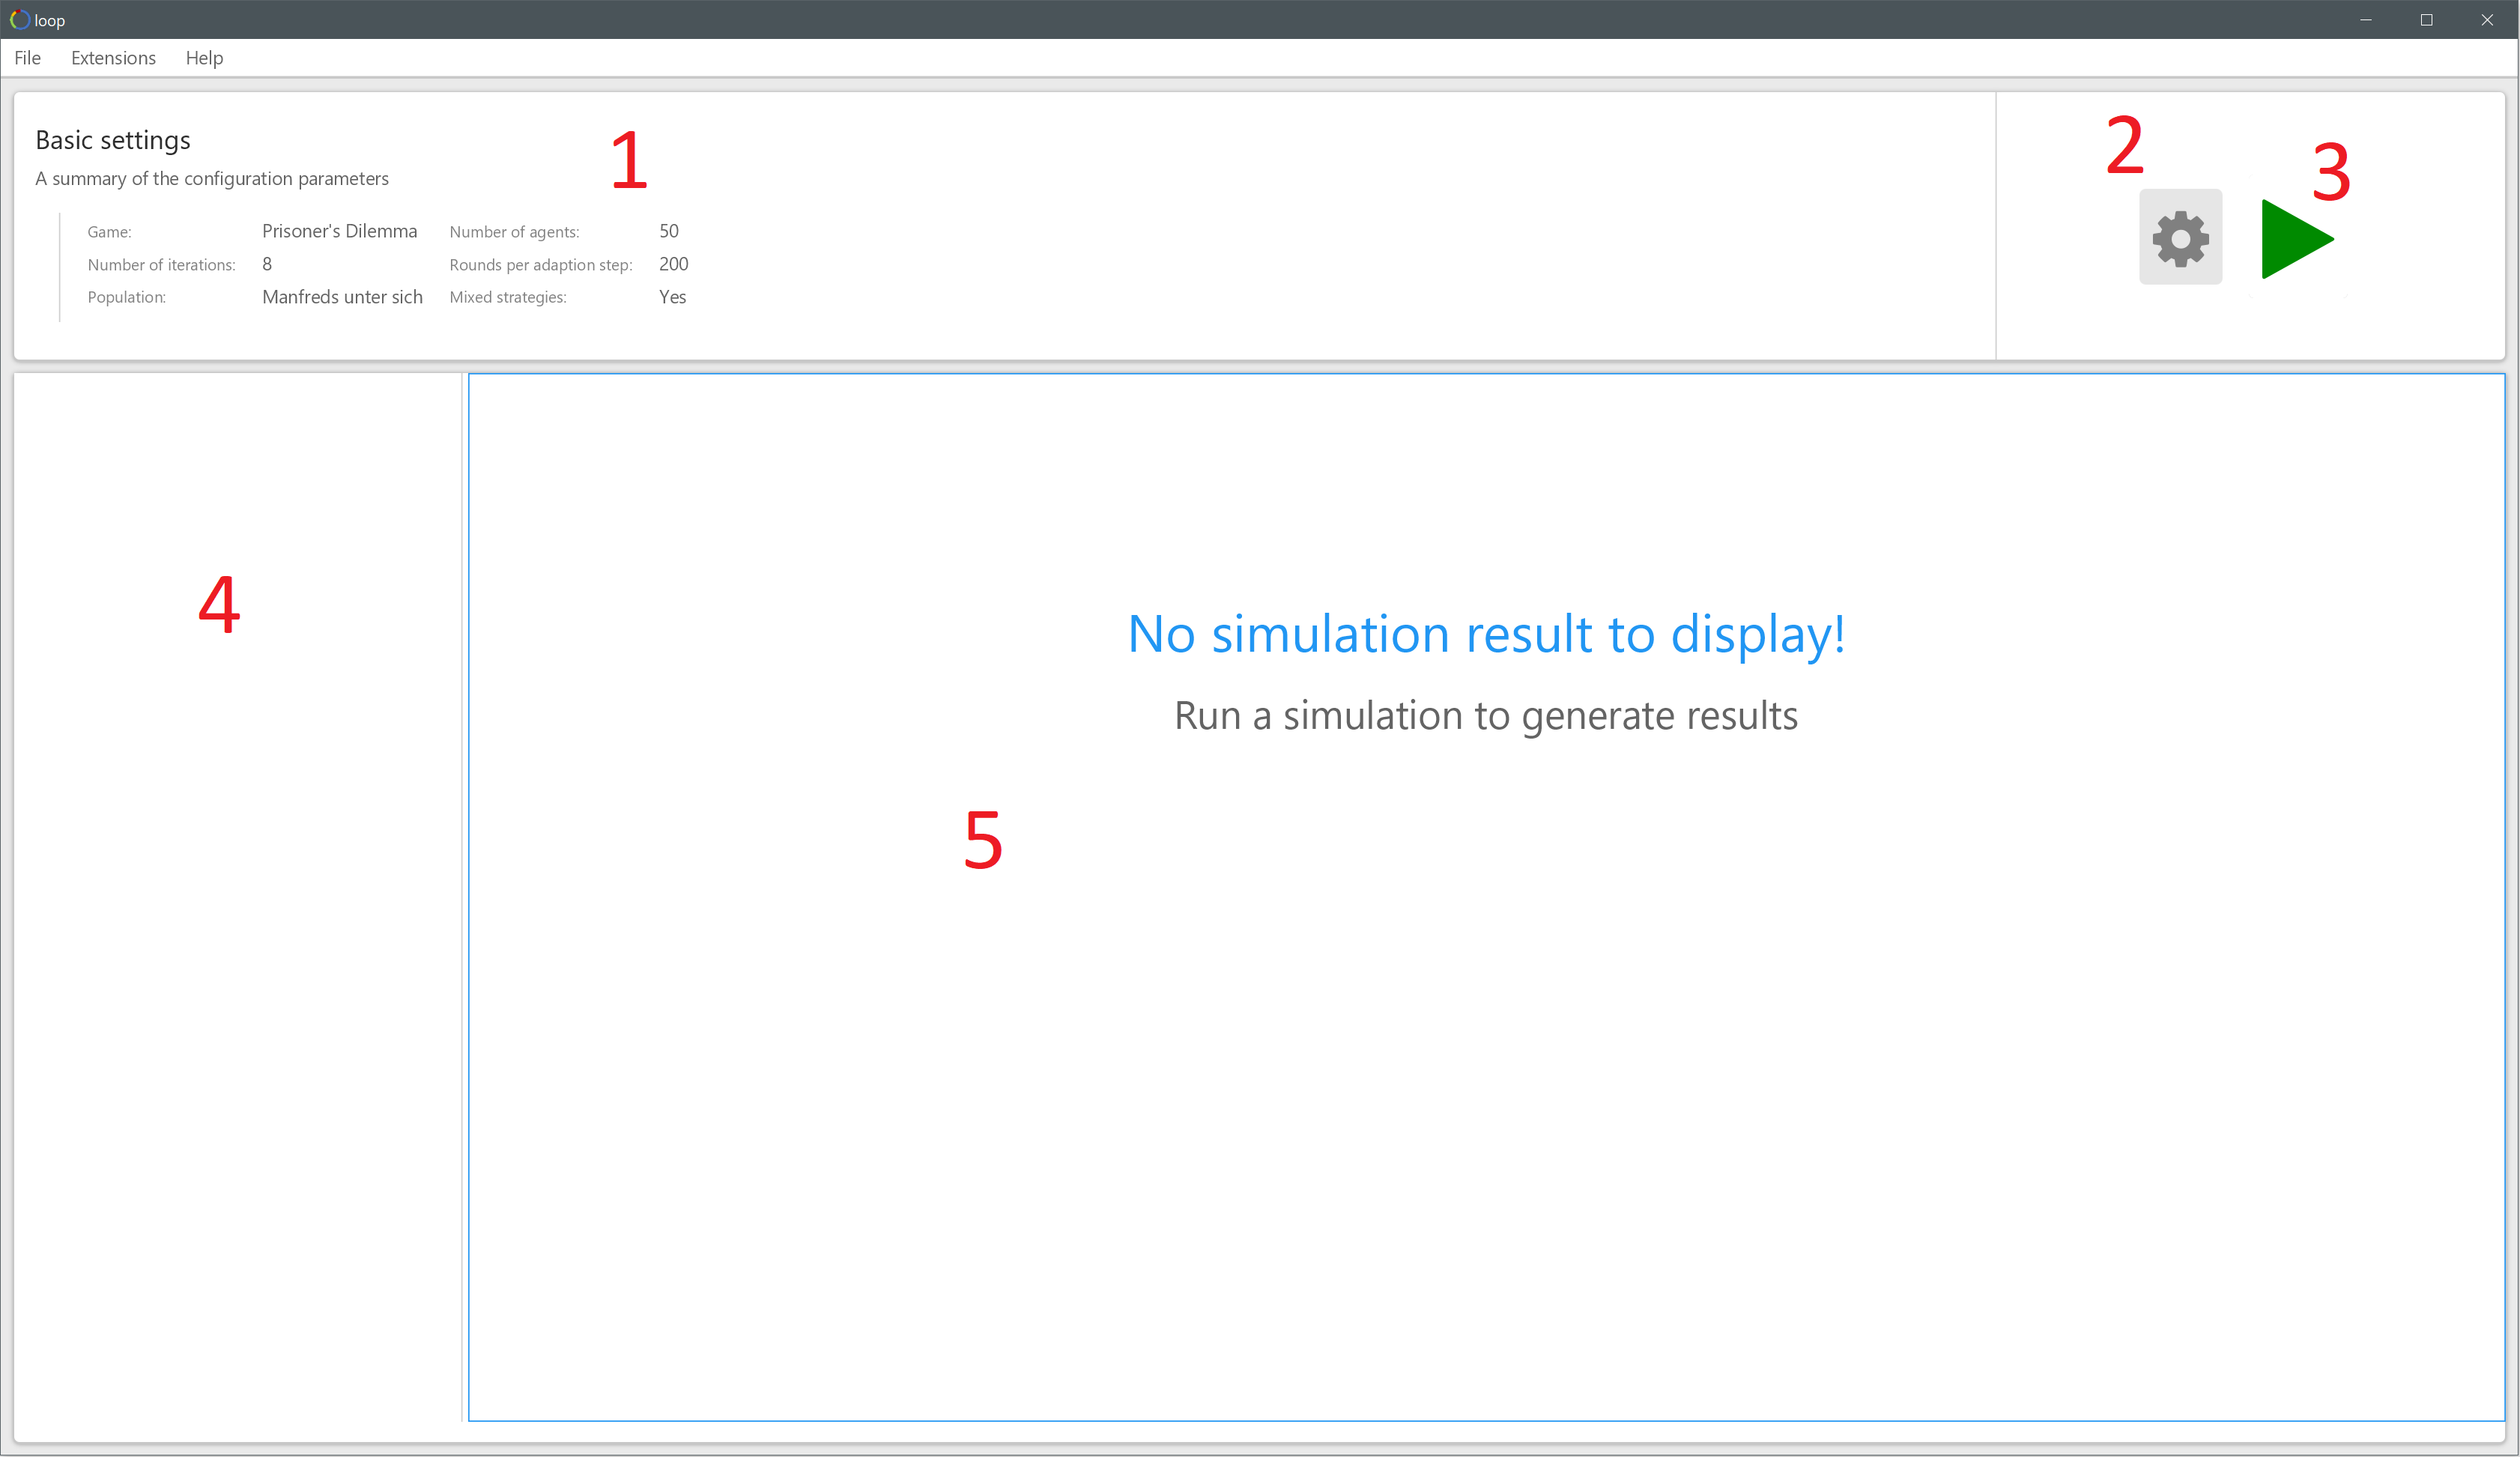 loop
File Extensions Help
Basic settings
A summary of the configuration parameters
1
2
3
Game: Prisoner's Dilemma Number of agents: 50
Number of iterations: 8 Rounds per adaption step: 200
Population: Manfreds unter sich Mixed strategies: Yes
4
No simulation result to display!
Run a simulation to generate results
5